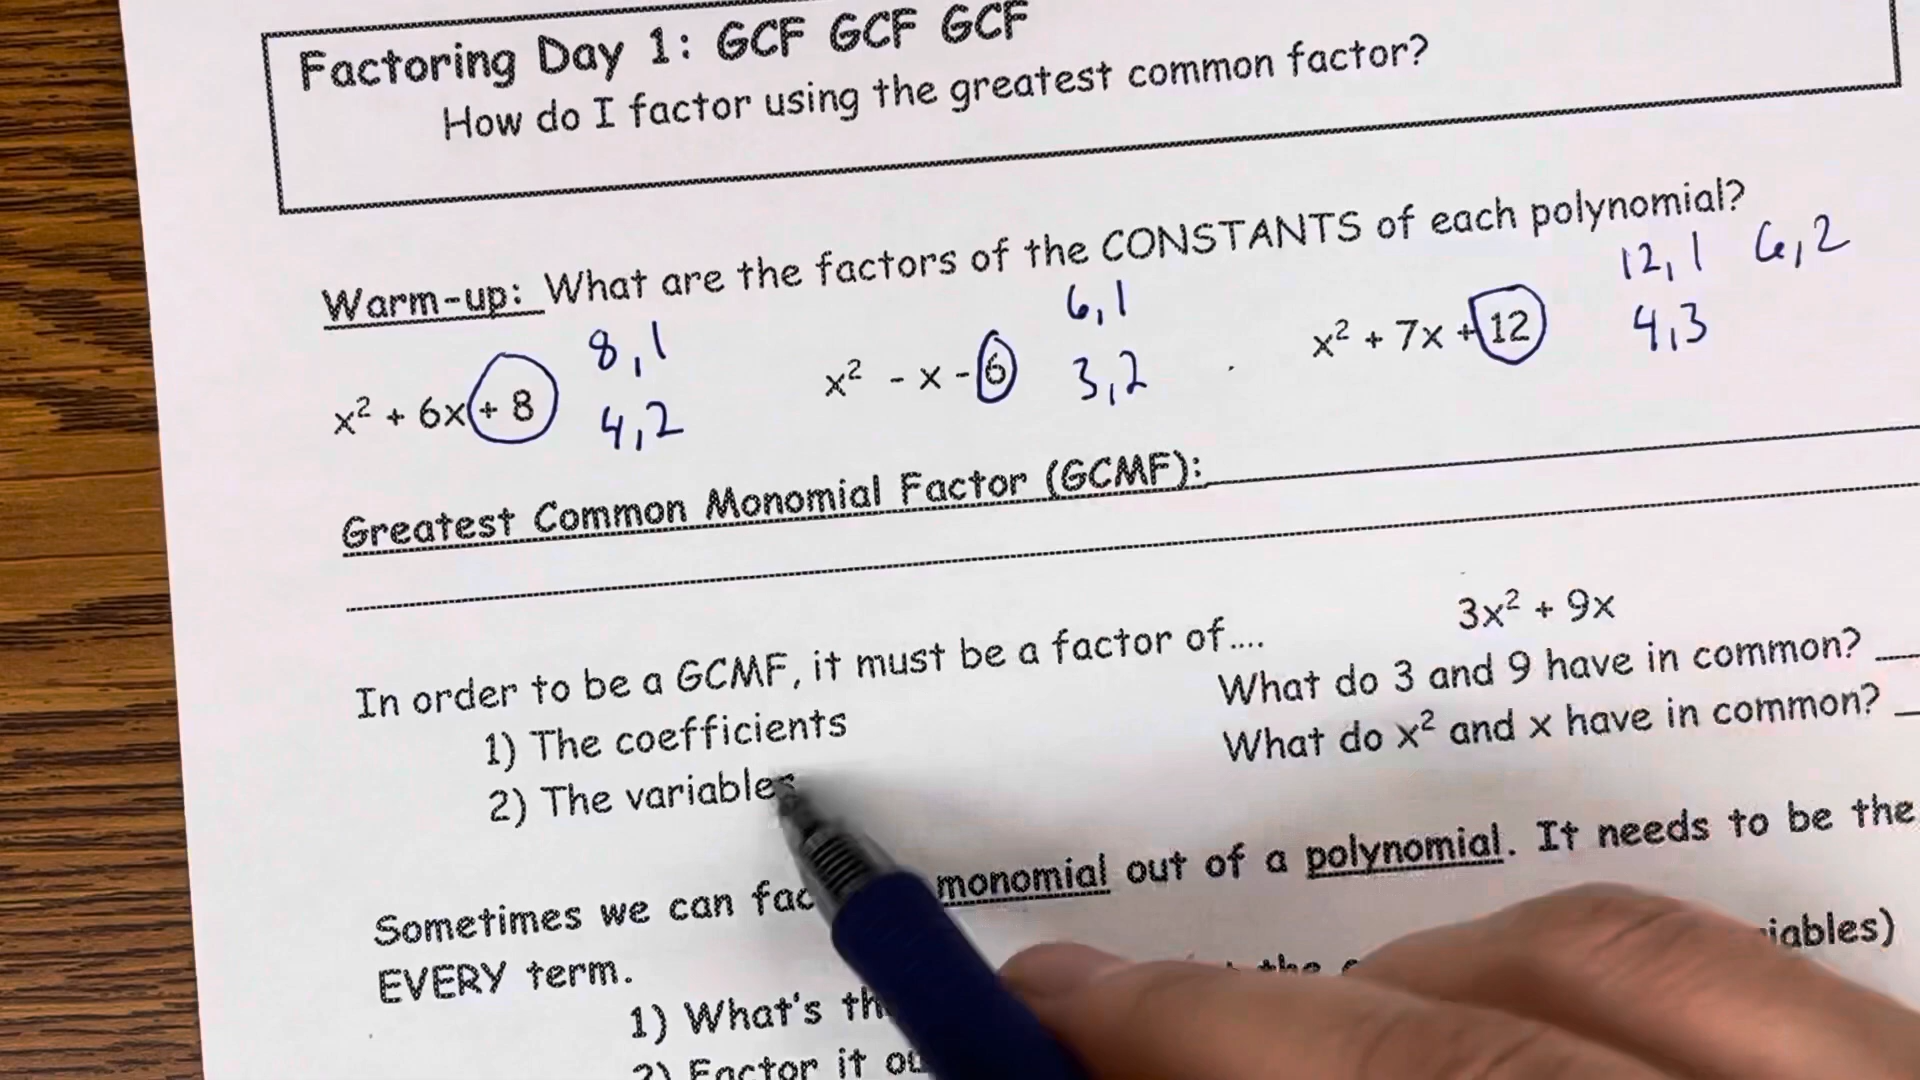 Factoring Day 1: GCF GCF GCF
How do I factor using the greatest common factor?
Warm-up: What are the factors of the CONSTANTS of each polynomial?
x² + 6x + 8
8,1
4,2
x² - x - 6
6,1
3,2
x² + 7x + 12
12,1 6,2
4,3
Greatest Common Monomial Factor (GCMF):
In order to be a GCMF, it must be a factor of....
1) The coefficients
2) The variables
3x² + 9x
What do 3 and 9 have in common?
What do x² and x have in common?
Sometimes we can monomial out of a polynomial. It needs to be the
EVERY term.
1) What's
2) Factor it